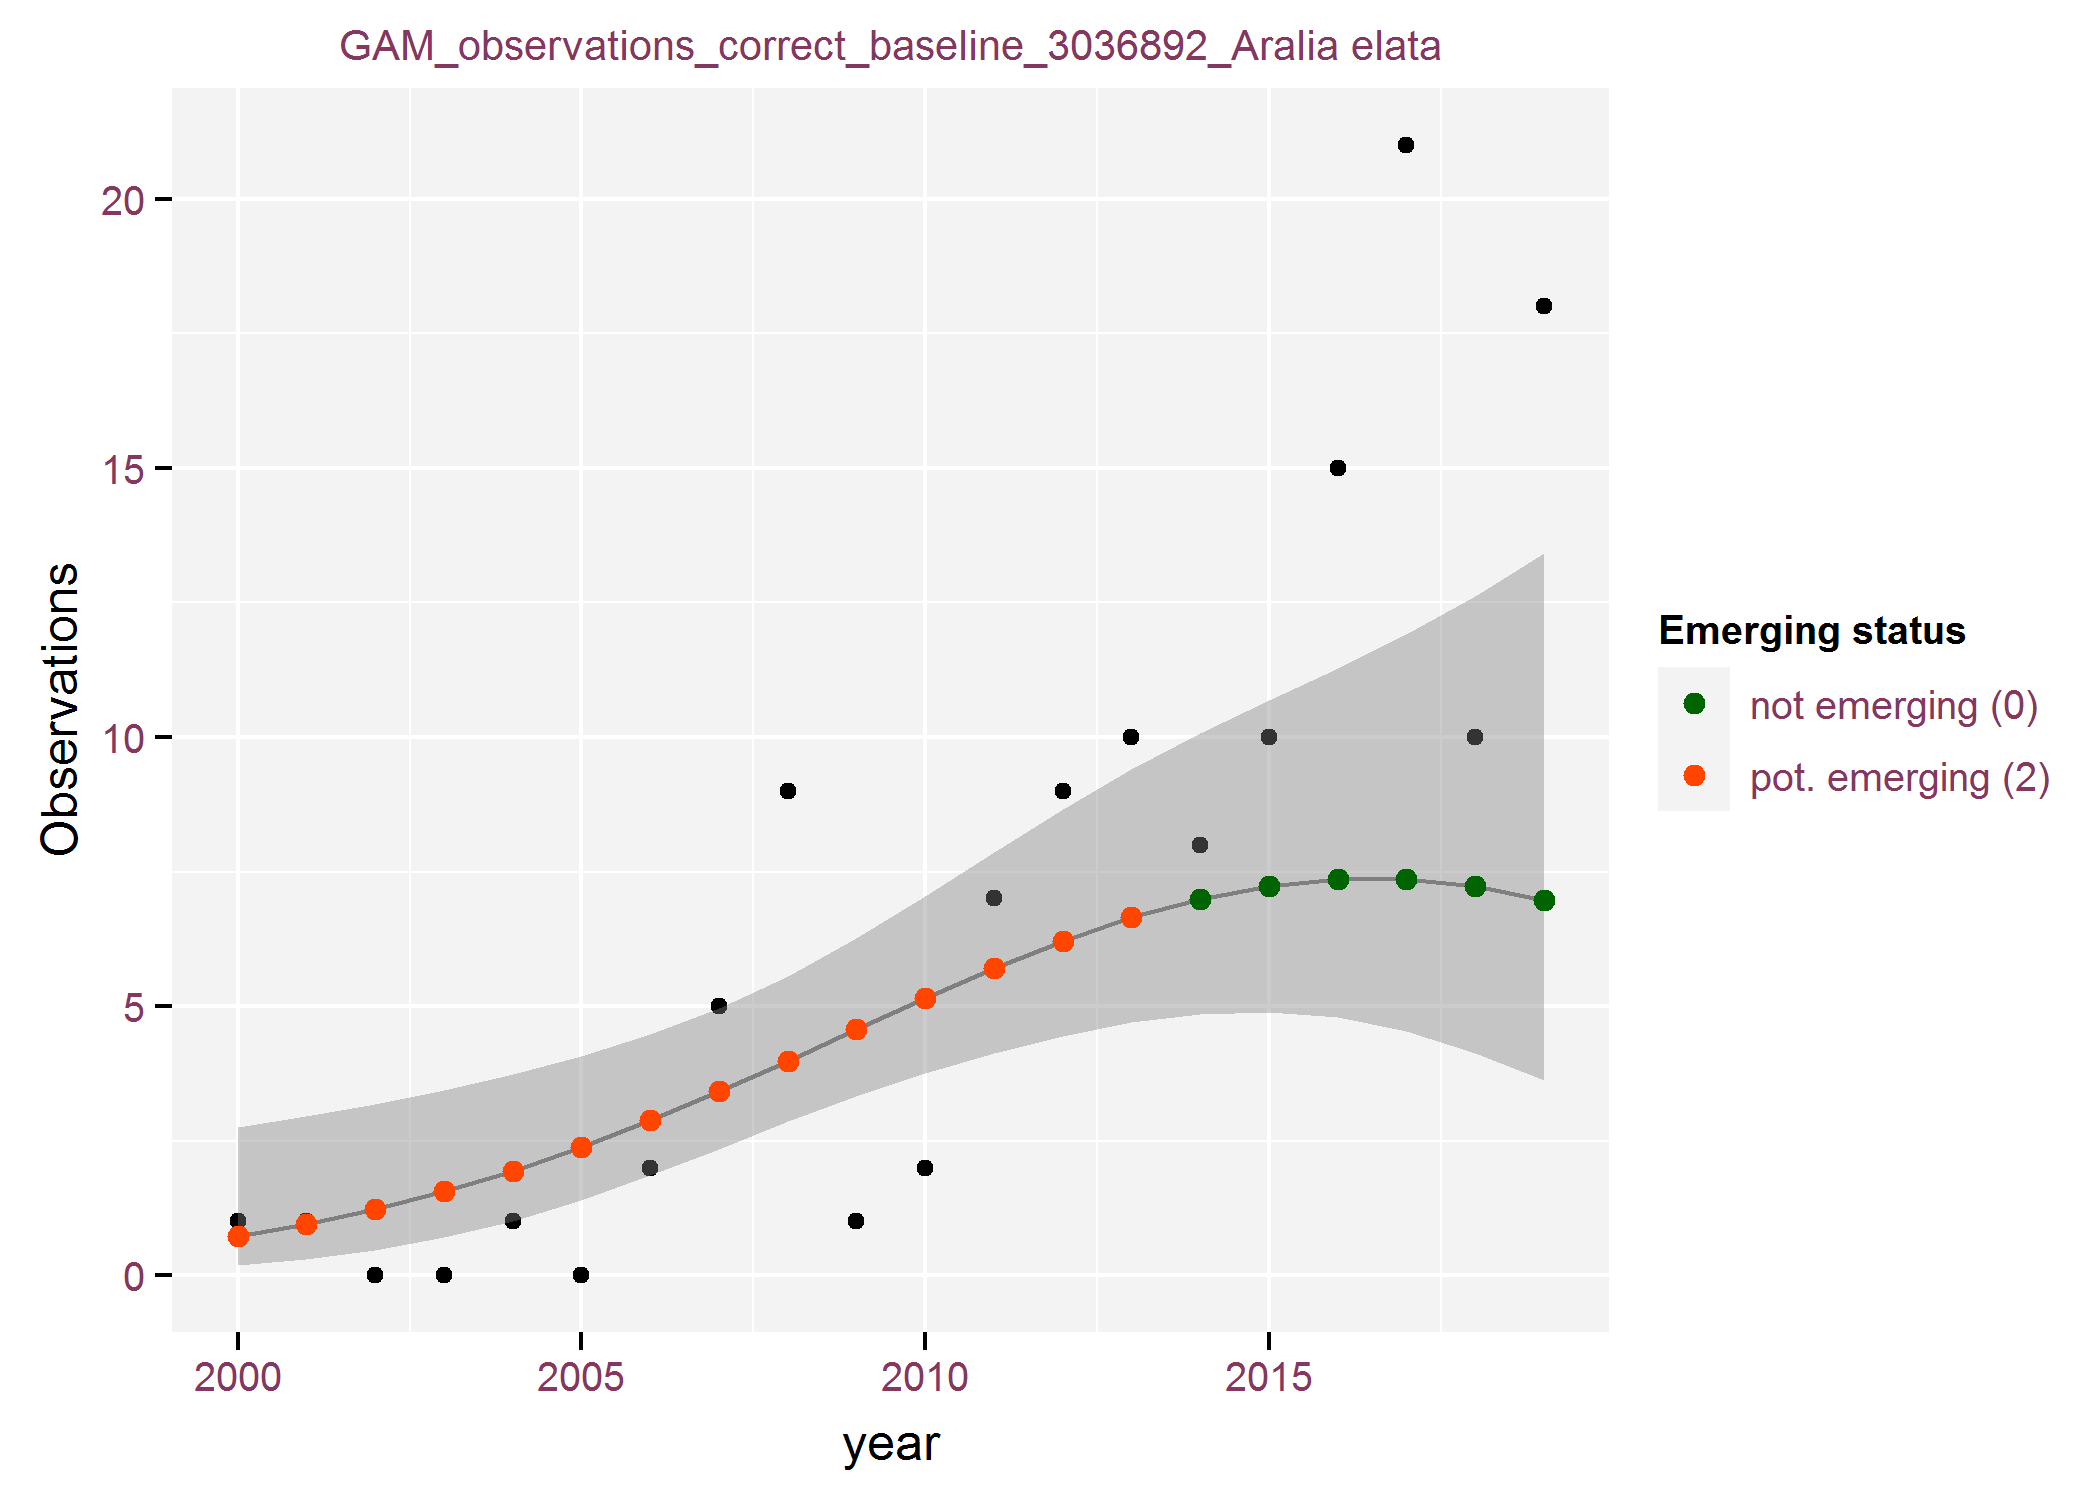 GAM_observations_correct_baseline_3036892_Aralia elata
20
15
10
5
0
Observations
2000
2005
2010
2015
year
Emerging status
not emerging (0)
pot. emerging (2)